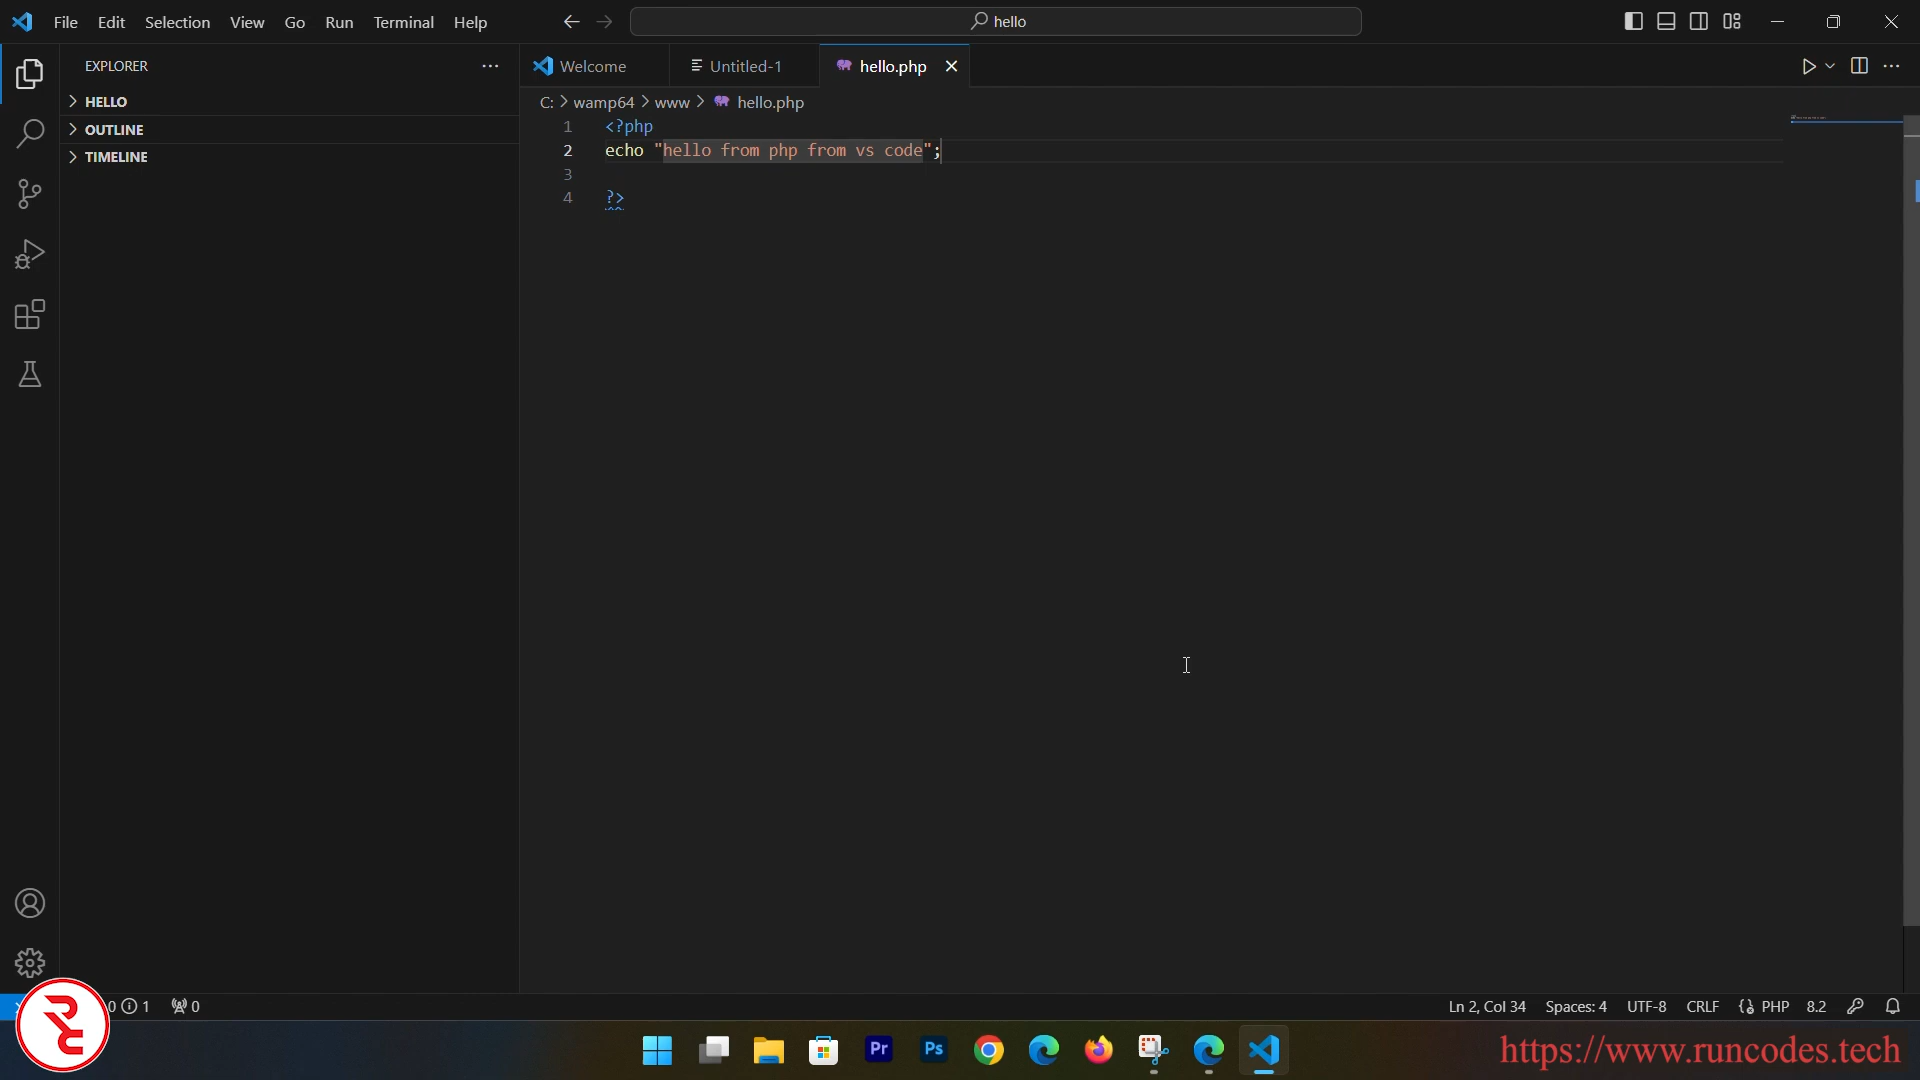 File Edit Selection View Go Run Terminal Help
hello
EXPLORER
Welcome
Untitled-1
hello.php
HELLO
OUTLINE
TIMELINE
C: > wamp64 > www > hello.php
1 <?php
2 echo "hello from php from vs code";
3
4 ?>
0 1 0
Ln 2, Col 34 Spaces: 4 UTF-8 CRLF PHP 8.2
Pr Ps
https://www.runcodes.tech